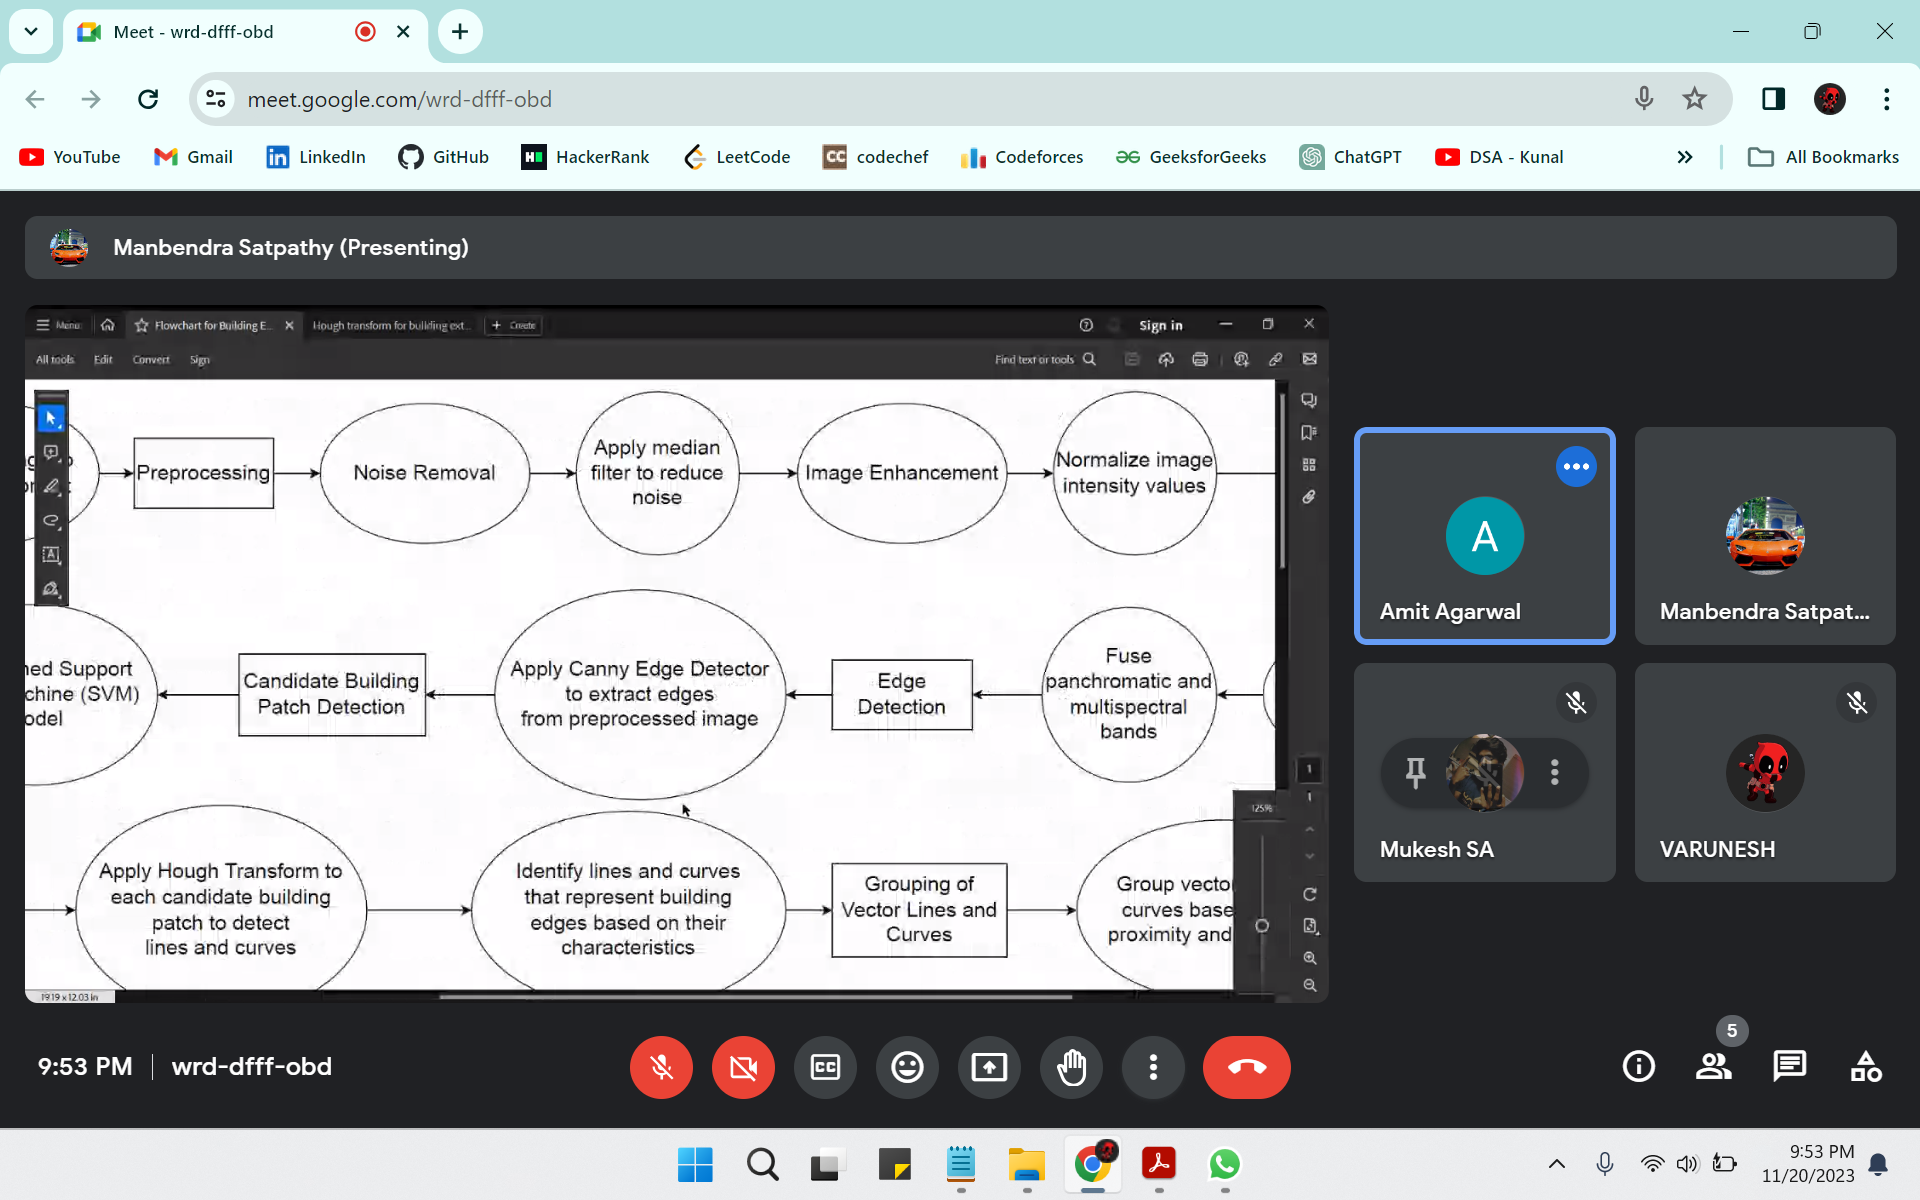 Meet - wrd-dfff-obd
meet.google.com/wrd-dfff-obd
YouTube
Gmail
LinkedIn
GitHub
HackerRank
LeetCode
codechef
Codeforces
GeeksforGeeks
ChatGPT
DSA - Kunal
All Bookmarks
Manbendra Satpathy (Presenting)
Menu
Flowchart for Building E...
Hough transform for building ext...
Create
Sign in
All tools
Edit
Convert
Sign
Find text or tools
Preprocessing
Noise Removal
Apply median
filter to reduce
noise
Image Enhancement
Normalize image
intensity values
ned Support
chine (SVM)
odel
Candidate Building
Patch Detection
Apply Canny Edge Detector
to extract edges
from preprocessed image
Edge
Detection
Fuse
panchromatic and
multispectral
bands
Apply Hough Transform to
each candidate building
patch to detect
lines and curves
Identify lines and curves
that represent building
edges based on their
characteristics
Grouping of
Vector Lines and
Curves
Group vecto
curves base
proximity and
1
1
125%
19.19 x 12.03 in
A
Amit Agarwal
Manbendra Satpat...
Mukesh SA
VARUNESH
9:53 PM
wrd-dfff-obd
5
9:53 PM
11/20/2023